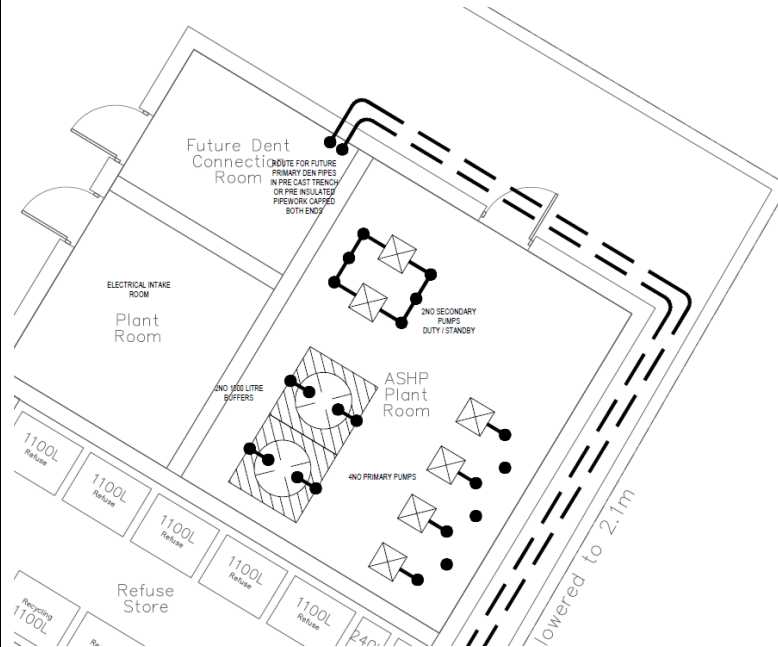 Future Dent
Connection
Room
ROUTE FOR FUTURE
PRIMARY DEN PIPES
IN PRE CAST TRENCH
OR PRE INSULATED
PIPEWORK CAPPED
BOTH ENDS
ELECTRICAL INTAKE
ROOM
Plant
Room
2NO SECONDARY
PUMPS
DUTY / STANDBY
2NO 1000 LITRE
BUFFERS
ASHP
Plant
Room
4NO PRIMARY PUMPS
1100L
Refuse
1100L
Refuse
1100L
Refuse
1100L
Refuse
1100L
Refuse
Refuse
Store
Recycling
1100L
Re
240L
lowered to 2.1m